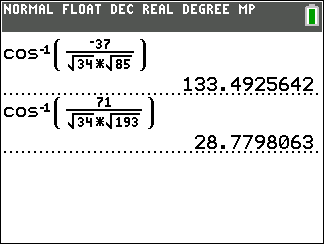 NORMAL FLOAT DEC REAL DEGREE MP
cos⁻¹(⁻37/(√34*√85))
133.4925642
cos⁻¹(71/(√34*√193))
28.7798063